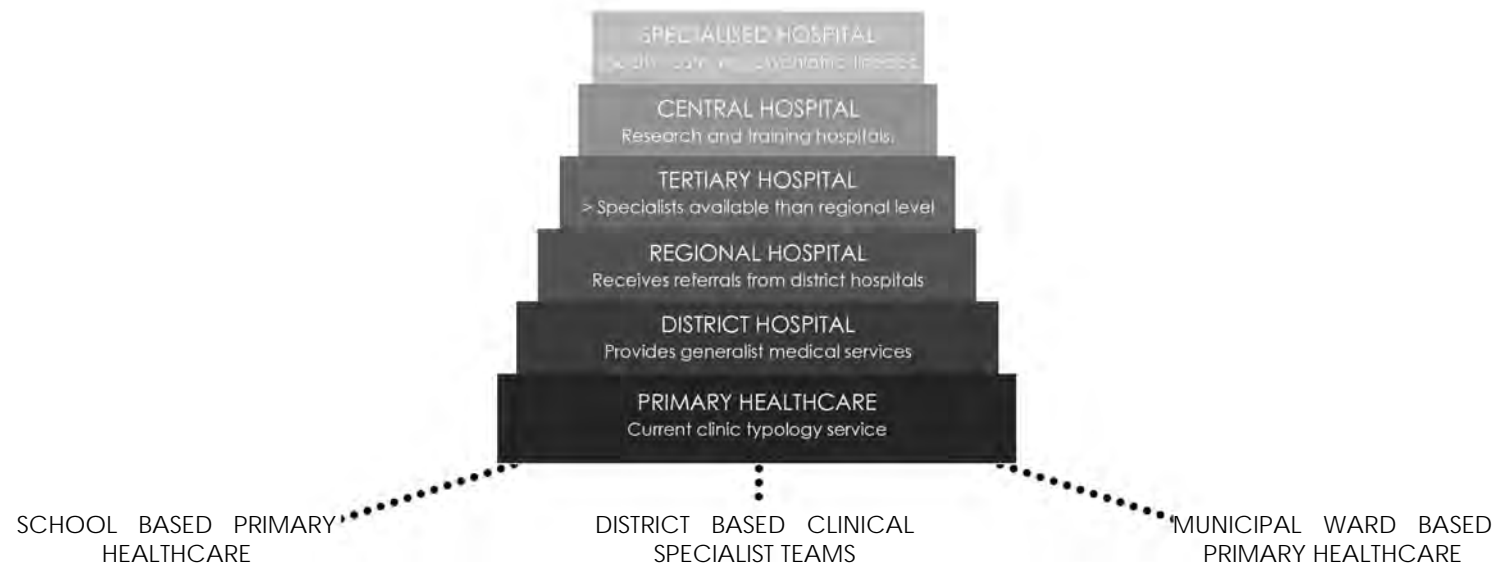 SPECIALISED HOSPITAL
psychiatric illnesses
CENTRAL HOSPITAL
Research and training hospitals.
TERTIARY HOSPITAL
> Specialists available than regional level
REGIONAL HOSPITAL
Receives referrals from district hospitals
DISTRICT HOSPITAL
Provides generalist medical services
PRIMARY HEALTHCARE
Current clinic typology service
SCHOOL BASED PRIMARY
HEALTHCARE
DISTRICT BASED CLINICAL
SPECIALIST TEAMS
MUNICIPAL WARD BASED
PRIMARY HEALTHCARE